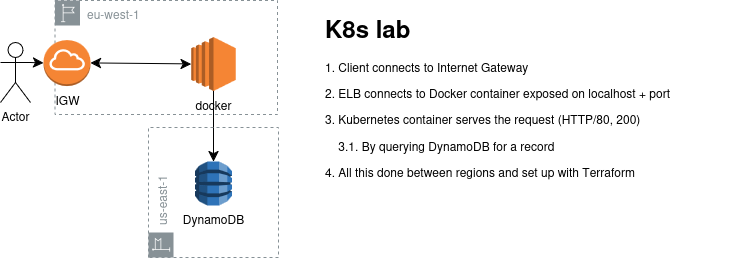 eu-west-1
IGW
docker
Actor
us-east-1
DynamoDB
K8s lab
1. Client connects to Internet Gateway
2. ELB connects to Docker container exposed on localhost + port
3. Kubernetes container serves the request (HTTP/80, 200)
3.1. By querying DynamoDB for a record
4. All this done between regions and set up with Terraform